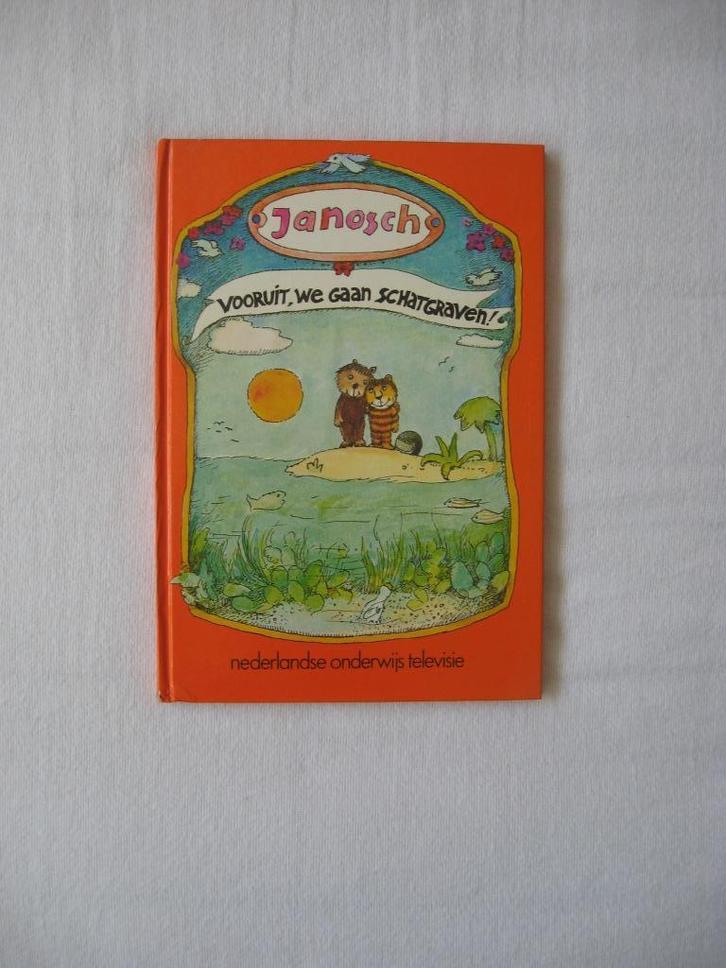 Janosch
Vooruit, we gaan schatgraven!
nederlandse onderwijs televisie